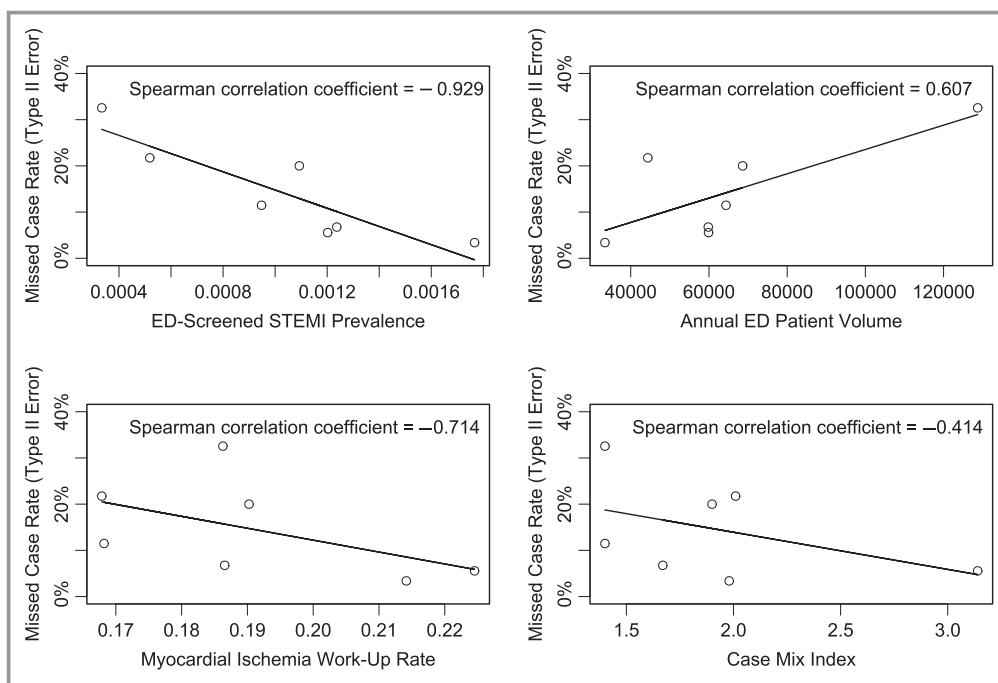 Missed Case Rate (Type II Error)
40%
20%
0%
Spearman correlation coefficient = −0.929
0.0004 0.0008 0.0012 0.0016
ED-Screened STEMI Prevalence
Missed Case Rate (Type II Error)
40%
20%
0%
Spearman correlation coefficient = 0.607
40000 60000 80000 100000 120000
Annual ED Patient Volume
Missed Case Rate (Type II Error)
40%
20%
0%
Spearman correlation coefficient = −0.714
0.17 0.18 0.19 0.20 0.21 0.22
Myocardial Ischemia Work-Up Rate
Missed Case Rate (Type II Error)
40%
20%
0%
Spearman correlation coefficient = −0.414
1.5 2.0 2.5 3.0
Case Mix Index